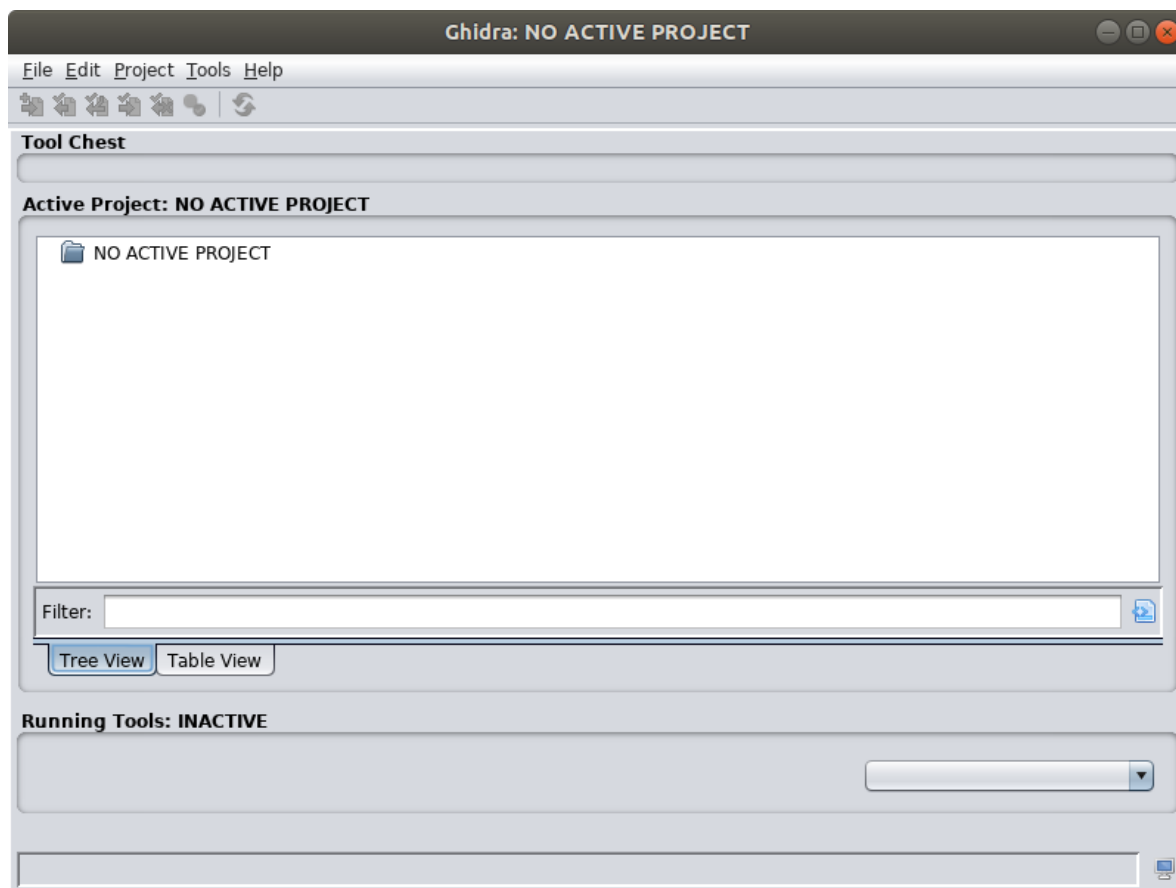 Ghidra: NO ACTIVE PROJECT
File Edit Project Tools Help
Tool Chest
Active Project: NO ACTIVE PROJECT
NO ACTIVE PROJECT
Filter:
Tree View Table View
Running Tools: INACTIVE